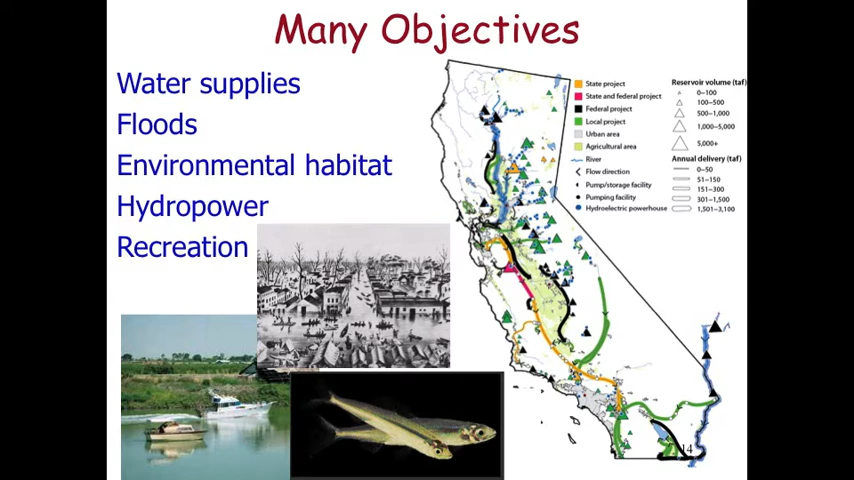 Many Objectives
Water supplies
Floods
Environmental habitat
Hydropower
Recreation
State project
State and federal project
Federal project
Local project
Urban area
Agricultural area
River
Flow direction
Pump/storage facility
Pumping facility
Hydroelectric powerhouse
Reservoir volume (taf)
0–100
100–500
500–1,000
1,000–5,000
5,000+
Annual delivery (taf)
0–50
51–150
151–300
301–1,500
1,501–3,100
14